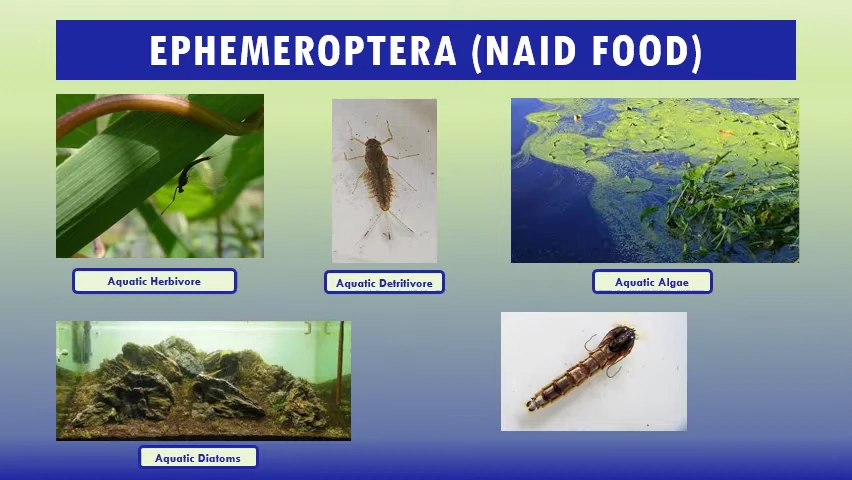 EPHEMEROPTERA (NAID FOOD)
Aquatic Herbivore
Aquatic Detritivore
Aquatic Algae
Aquatic Diatoms